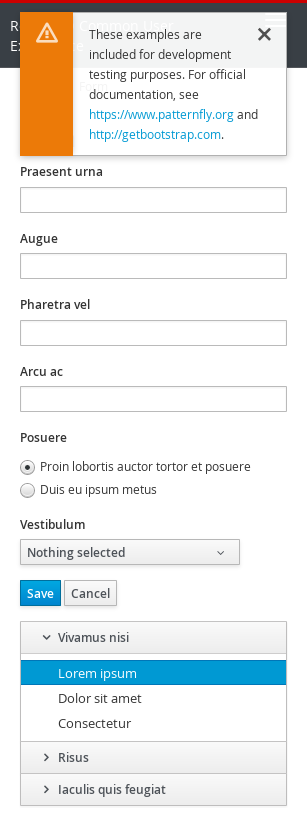 These examples are
included for development
testing purposes. For official
documentation, see
https://www.patternfly.org and
http://getbootstrap.com.
Praesent urna
Augue
Pharetra vel
Arcu ac
Posuere
Proin lobortis auctor tortor et posuere
Duis eu ipsum metus
Vestibulum
Nothing selected
Save Cancel
Vivamus nisi
Lorem ipsum
Dolor sit amet
Consectetur
Risus
Iaculis quis feugiat